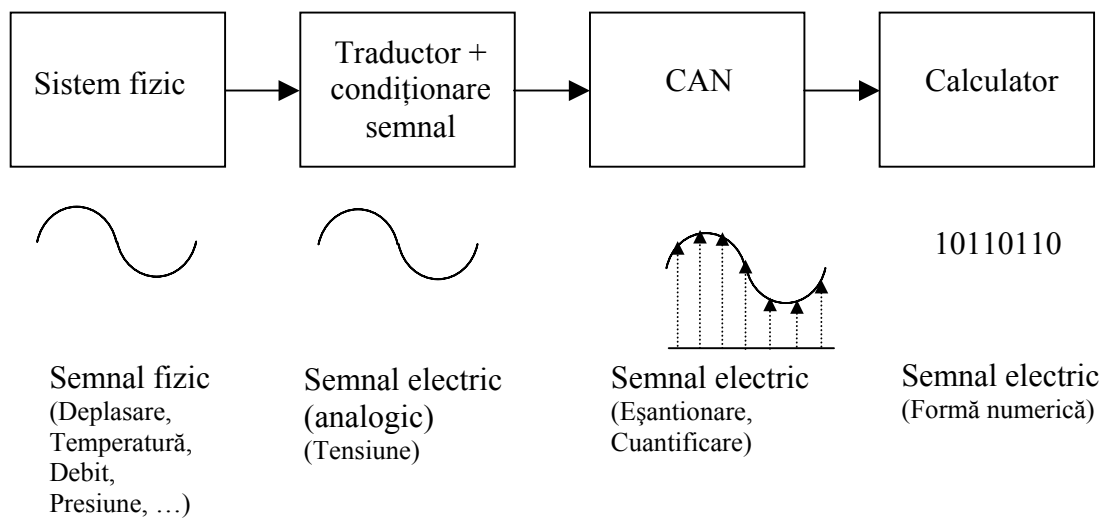 Sistem fizic
Traductor +
condiționare
semnal
CAN
Calculator
10110110
Semnal fizic
(Deplasare,
Temperatură,
Debit,
Presiune, …)
Semnal electric
(analogic)
(Tensiune)
Semnal electric
(Eşantionare,
Cuantificare)
Semnal electric
(Formă numerică)